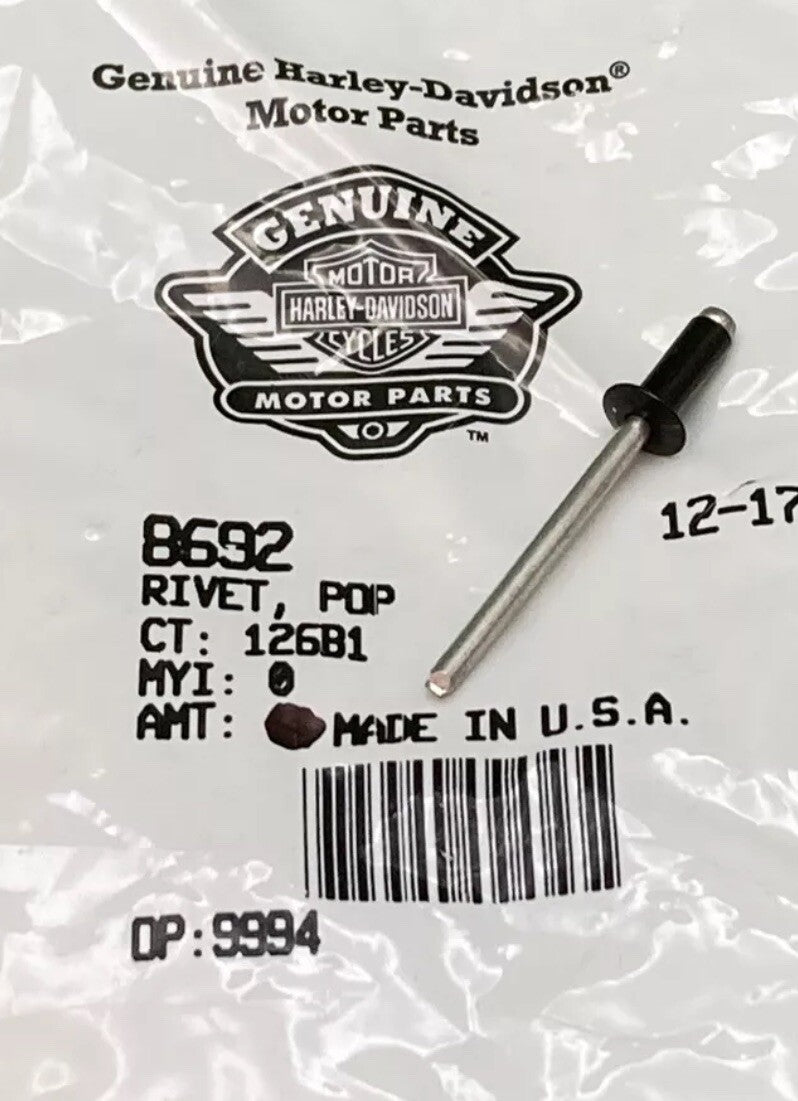 Genuine Harley-Davidson®
Motor Parts
GENUINE
MOTOR
HARLEY-DAVIDSON
CYCLES
MOTOR PARTS
TM
8692
12-17
RIVET, POP
CT: 126B1
MYI: 0
AMT: MADE IN U.S.A.
OP:9994